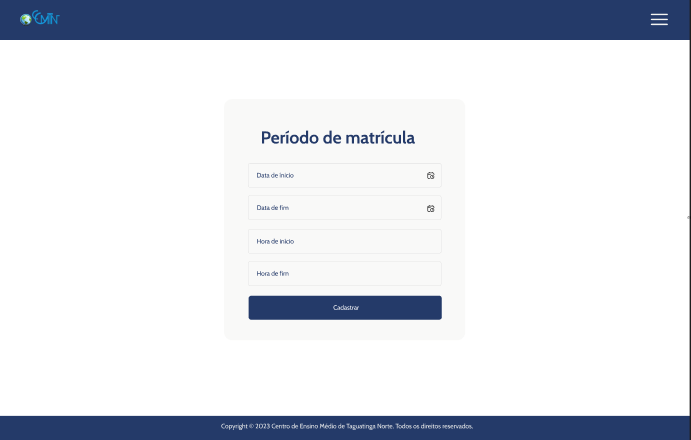 CEMTN
Período de matrícula
Data de início
Data de fim
Hora de início
Hora de fim
Cadastrar
Copyright © 2023 Centro de Ensino Médio de Taguatinga Norte. Todos os direitos reservados.